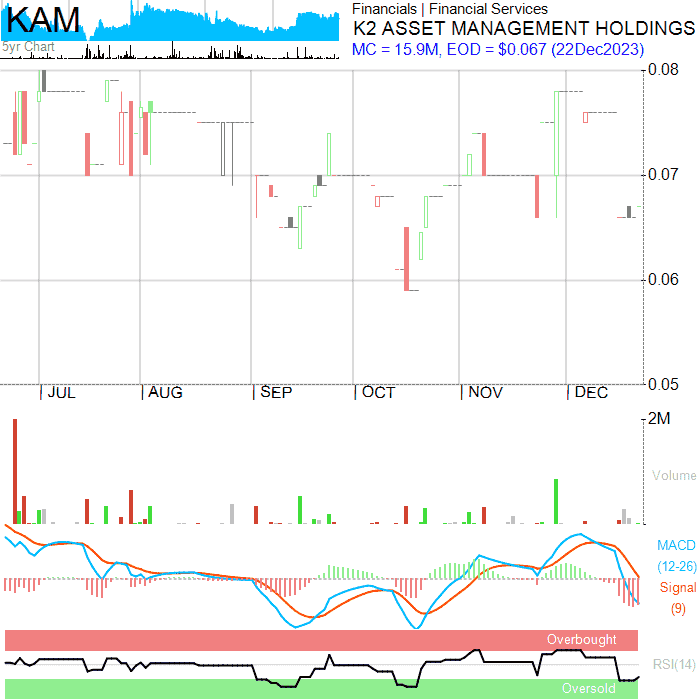 KAM
5yr Chart
Financials | Financial Services
K2 ASSET MANAGEMENT HOLDINGS
MC = 15.9M, EOD = $0.067 (22Dec2023)
0.08
0.07
0.06
0.05
JUL AUG SEP OCT NOV DEC
2M
Volume
MACD
(12-26)
Signal
(9)
Overbought
RSI(14)
Oversold